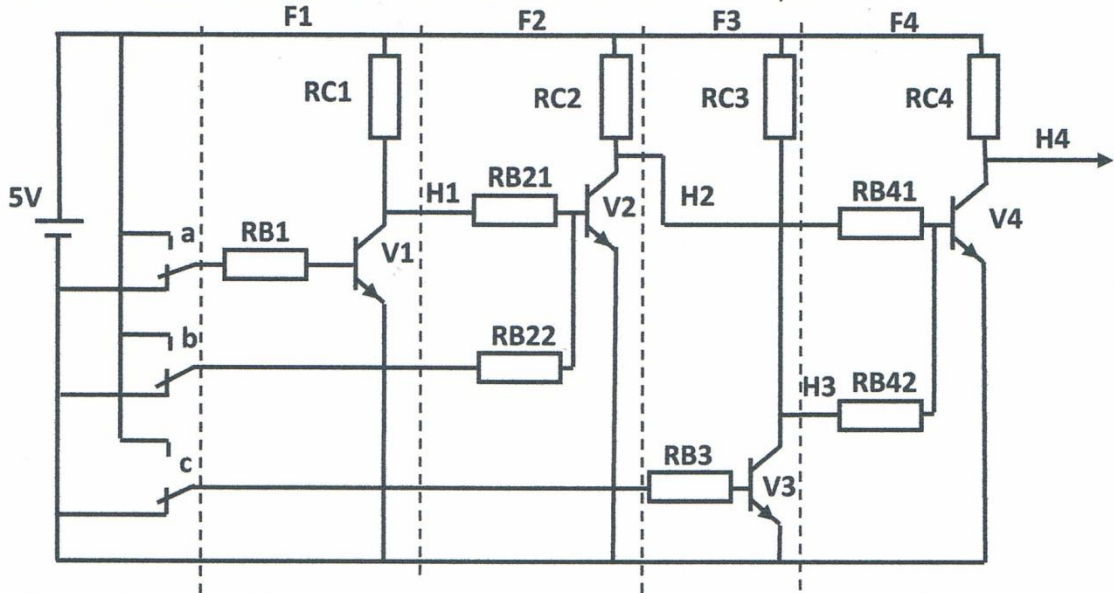 F1 F2 F3 F4
RC1 RC2 RC3 RC4
H4
5V
H1 RB21 V2 H2 RB41 V4
a RB1 V1
b RB22
H3 RB42
c RB3 V3